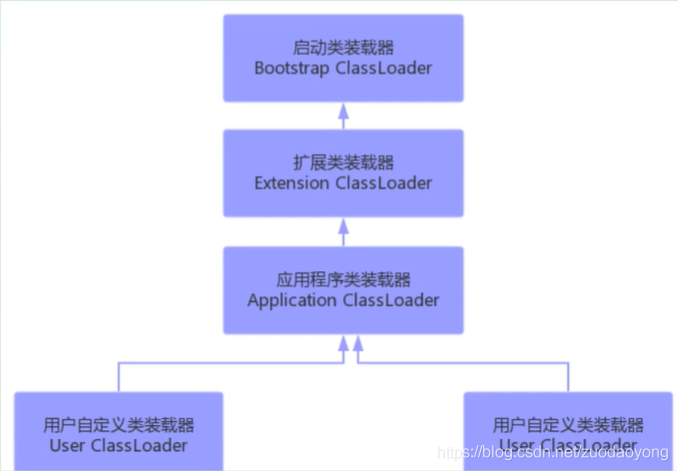 启动类装载器
Bootstrap ClassLoader
扩展类装载器
Extension ClassLoader
应用程序类装载器
Application ClassLoader
用户自定义类装载器
User ClassLoader
用户自定义类装载器
User ClassLoader
https://blog.csdn.net/zuodaoyong